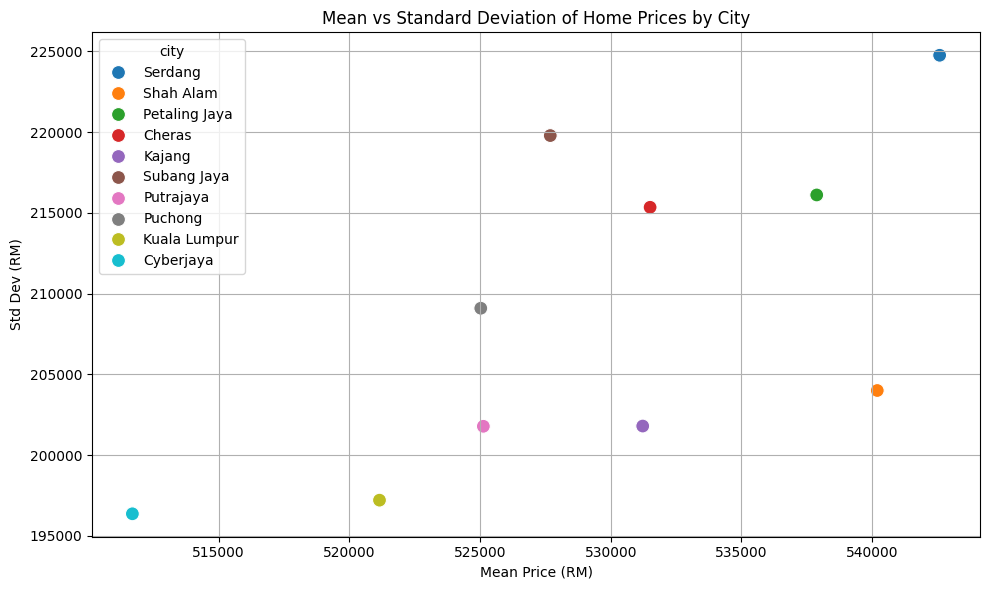 Mean vs Standard Deviation of Home Prices by City
city
Serdang
Shah Alam
Petaling Jaya
Cheras
Kajang
Subang Jaya
Putrajaya
Puchong
Kuala Lumpur
Cyberjaya
Std Dev (RM)
225000
220000
215000
210000
205000
200000
195000
515000 520000 525000 530000 535000 540000
Mean Price (RM)